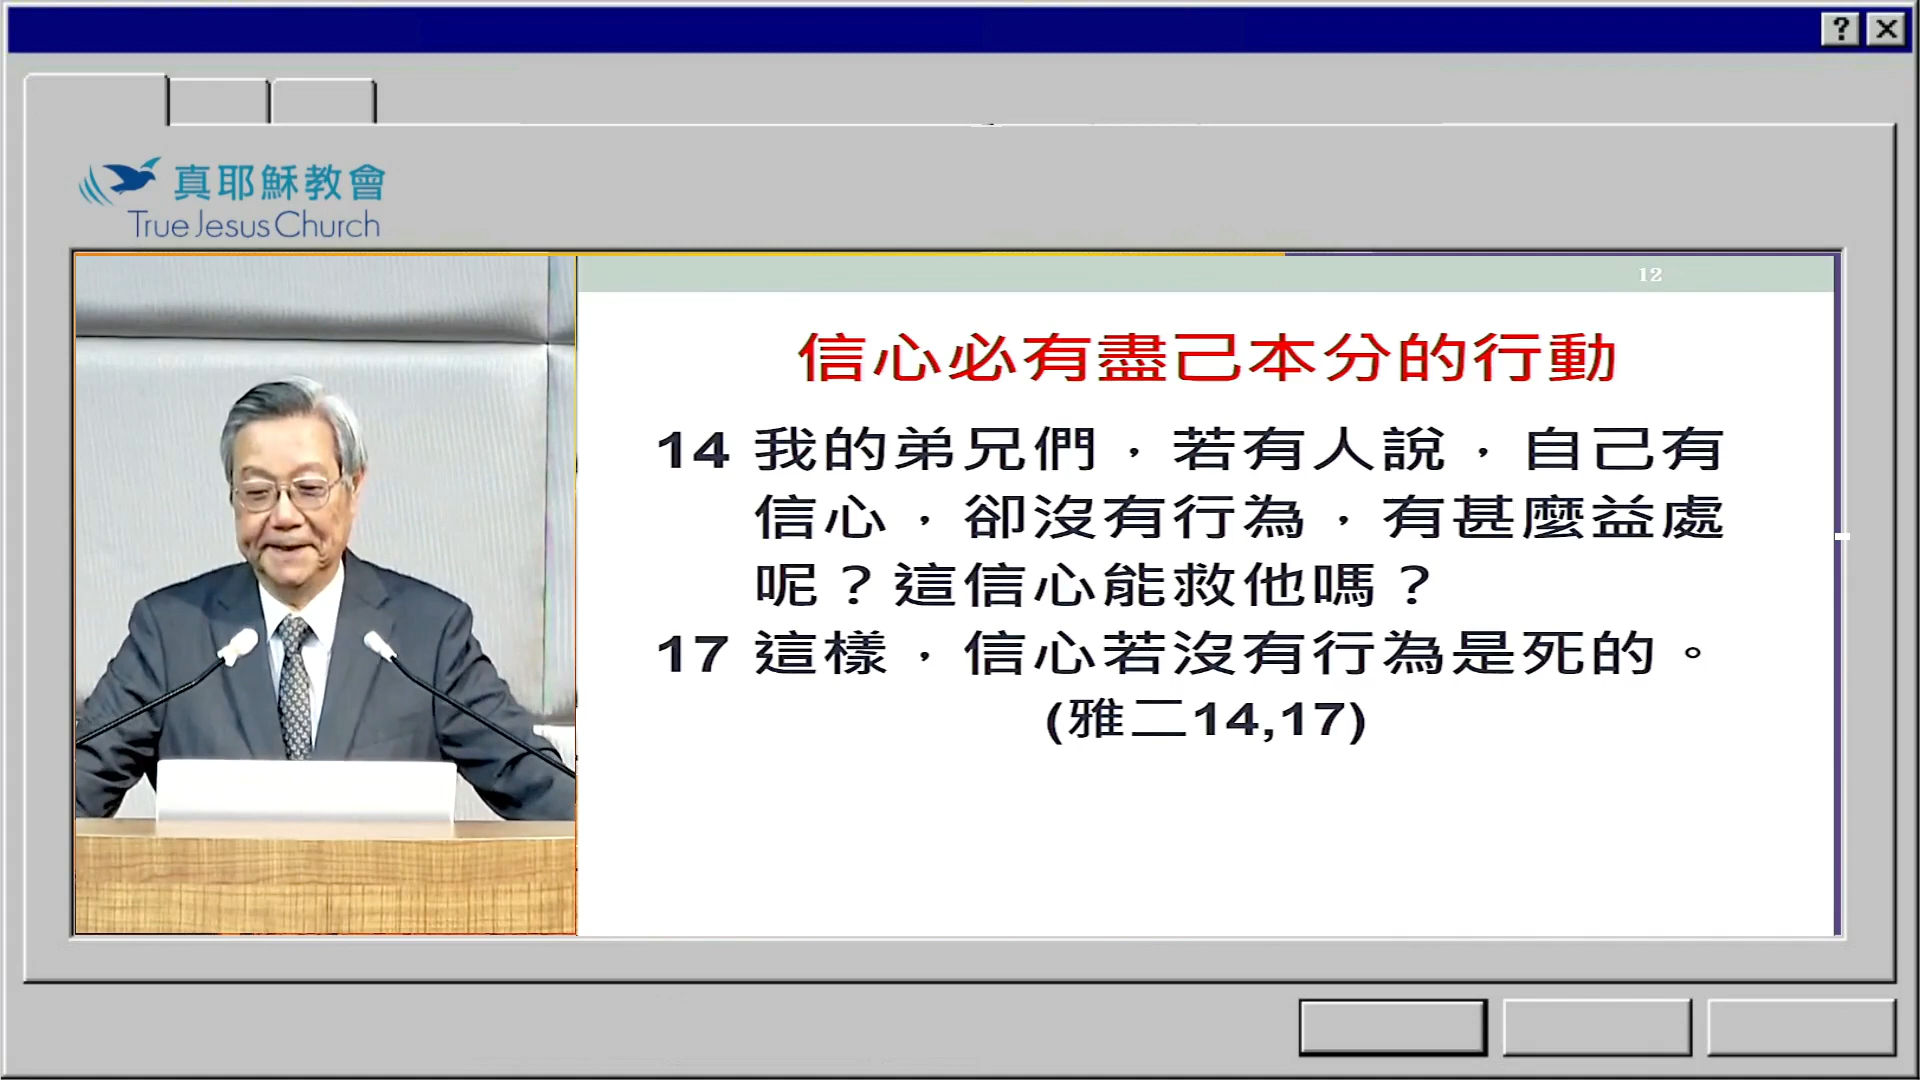 真耶穌教會
True Jesus Church
12
信心必有盡己本分的行動
14 我的弟兄們，若有人說，自己有
信心，卻沒有行為，有甚麼益處
呢？這信心能救他嗎？
17 這樣，信心若沒有行為是死的。
(雅二14,17)